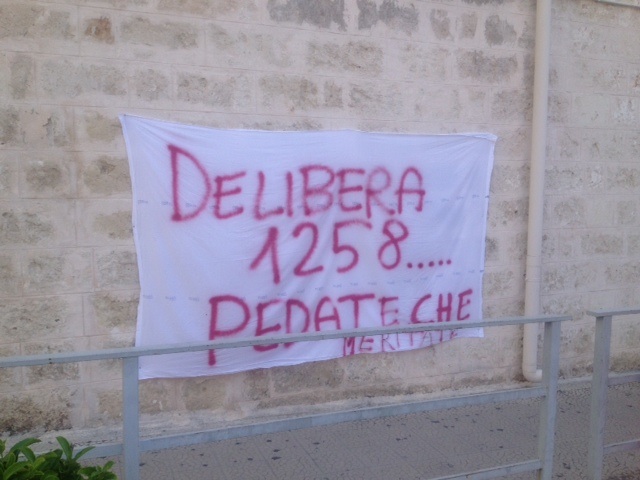 DELIBERA
1258.....
PEDATE CHE
MERITATE